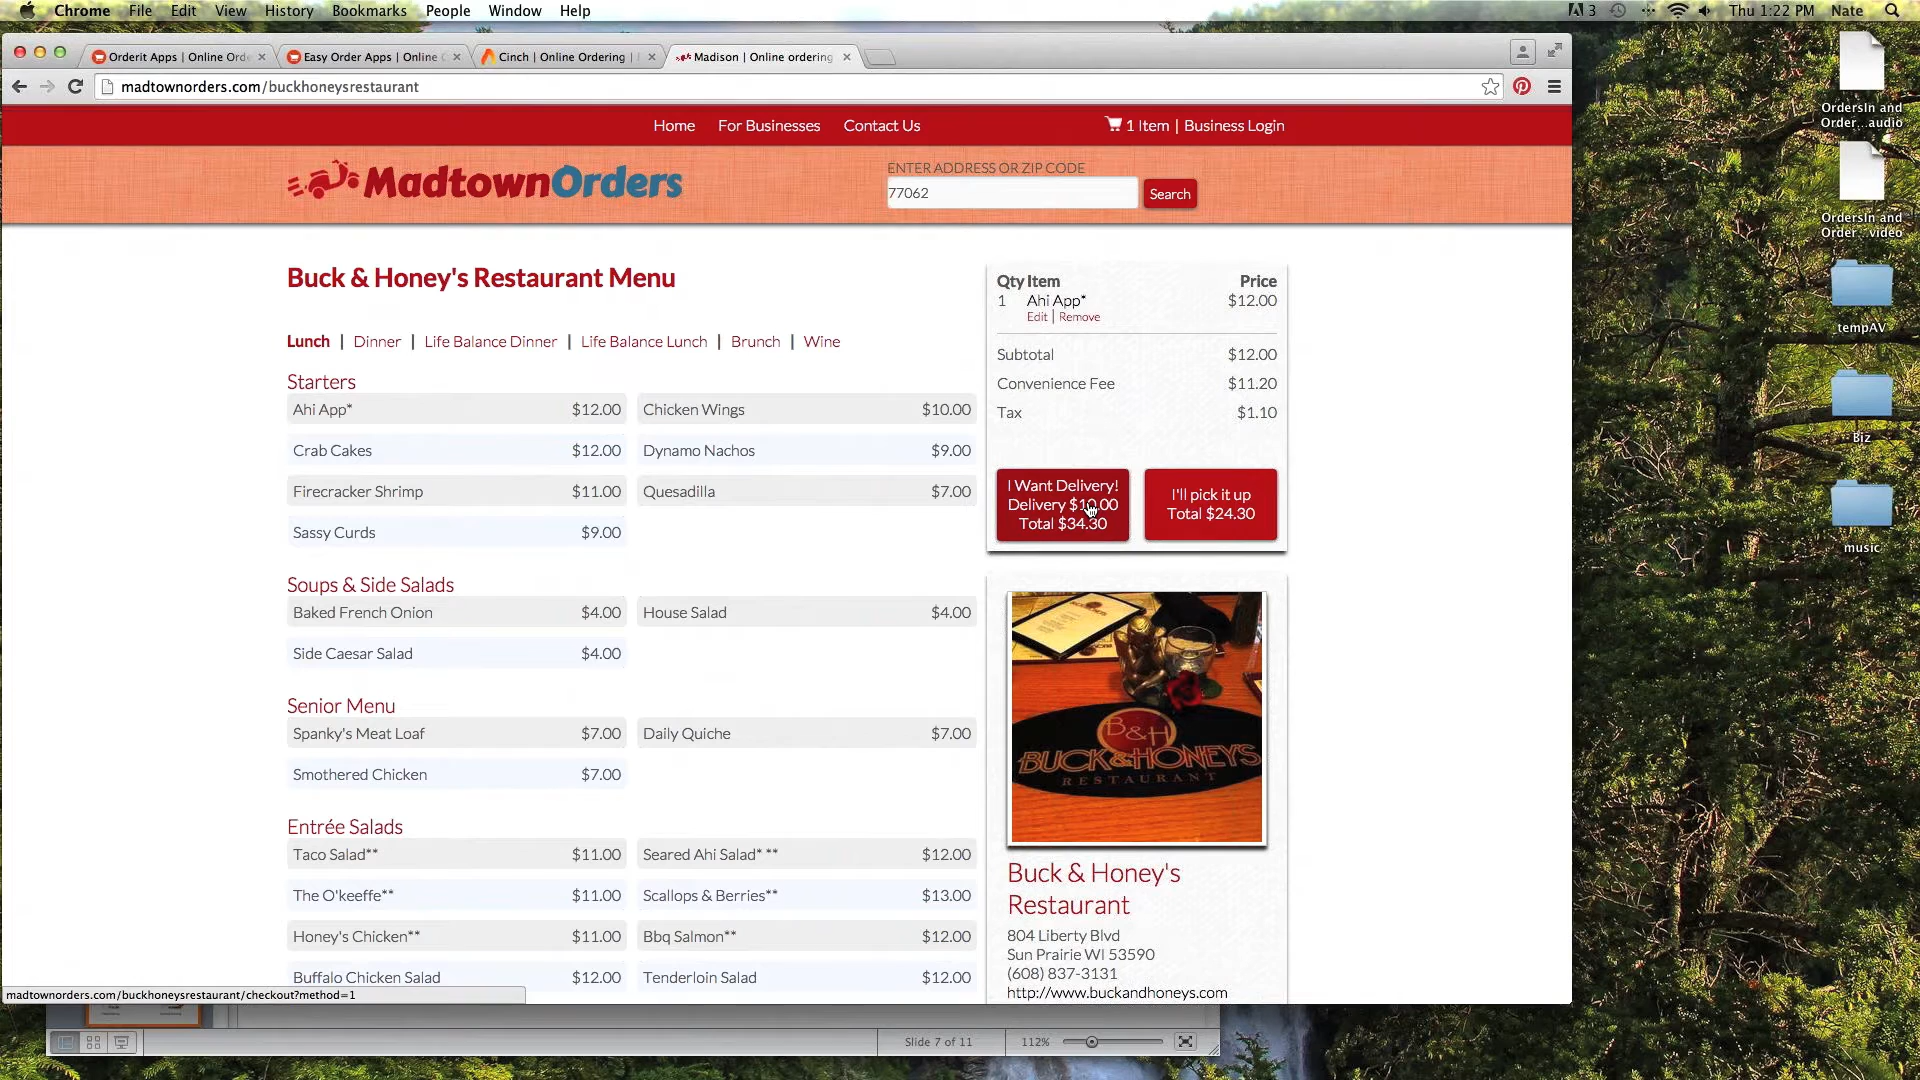 Chrome File Edit View History Bookmarks People Window Help
3 Thu 1:22 PM Nate
Orderit Apps | Online Orde
Easy Order Apps | Online
Cinch | Online Ordering |
Madison | Online ordering
madtownorders.com/buckhoneysrestaurant
Home For Businesses Contact Us
1 Item | Business Login
MadtownOrders
ENTER ADDRESS OR ZIP CODE
77062
Search
Buck & Honey's Restaurant Menu
Lunch | Dinner | Life Balance Dinner | Life Balance Lunch | Brunch | Wine
Starters
Ahi App* $12.00 Chicken Wings $10.00
Crab Cakes $12.00 Dynamo Nachos $9.00
Firecracker Shrimp $11.00 Quesadilla $7.00
Sassy Curds $9.00
Soups & Side Salads
Baked French Onion $4.00 House Salad $4.00
Side Caesar Salad $4.00
Senior Menu
Spanky's Meat Loaf $7.00 Daily Quiche $7.00
Smothered Chicken $7.00
Entrée Salads
Taco Salad** $11.00 Seared Ahi Salad* ** $12.00
The O'keeffe** $11.00 Scallops & Berries** $13.00
Honey's Chicken** $11.00 Bbq Salmon** $12.00
Buffalo Chicken Salad $12.00 Tenderloin Salad $12.00
Qty Item Price
1 Ahi App* $12.00
Edit | Remove
Subtotal $12.00
Convenience Fee $11.20
Tax $1.10
I Want Delivery!
Delivery $10.00
Total $34.30
I'll pick it up
Total $24.30
B&H
BUCK&HONEY'S
RESTAURANT
Buck & Honey's
Restaurant
804 Liberty Blvd
Sun Prairie WI 53590
(608) 837-3131
http://www.buckandhoneys.com
madtownorders.com/buckhoneysrestaurant/checkout?method=1
Slide 7 of 11 112%
OrdersIn and
Order...audio
OrdersIn and
Order...video
tempAV
Biz
music